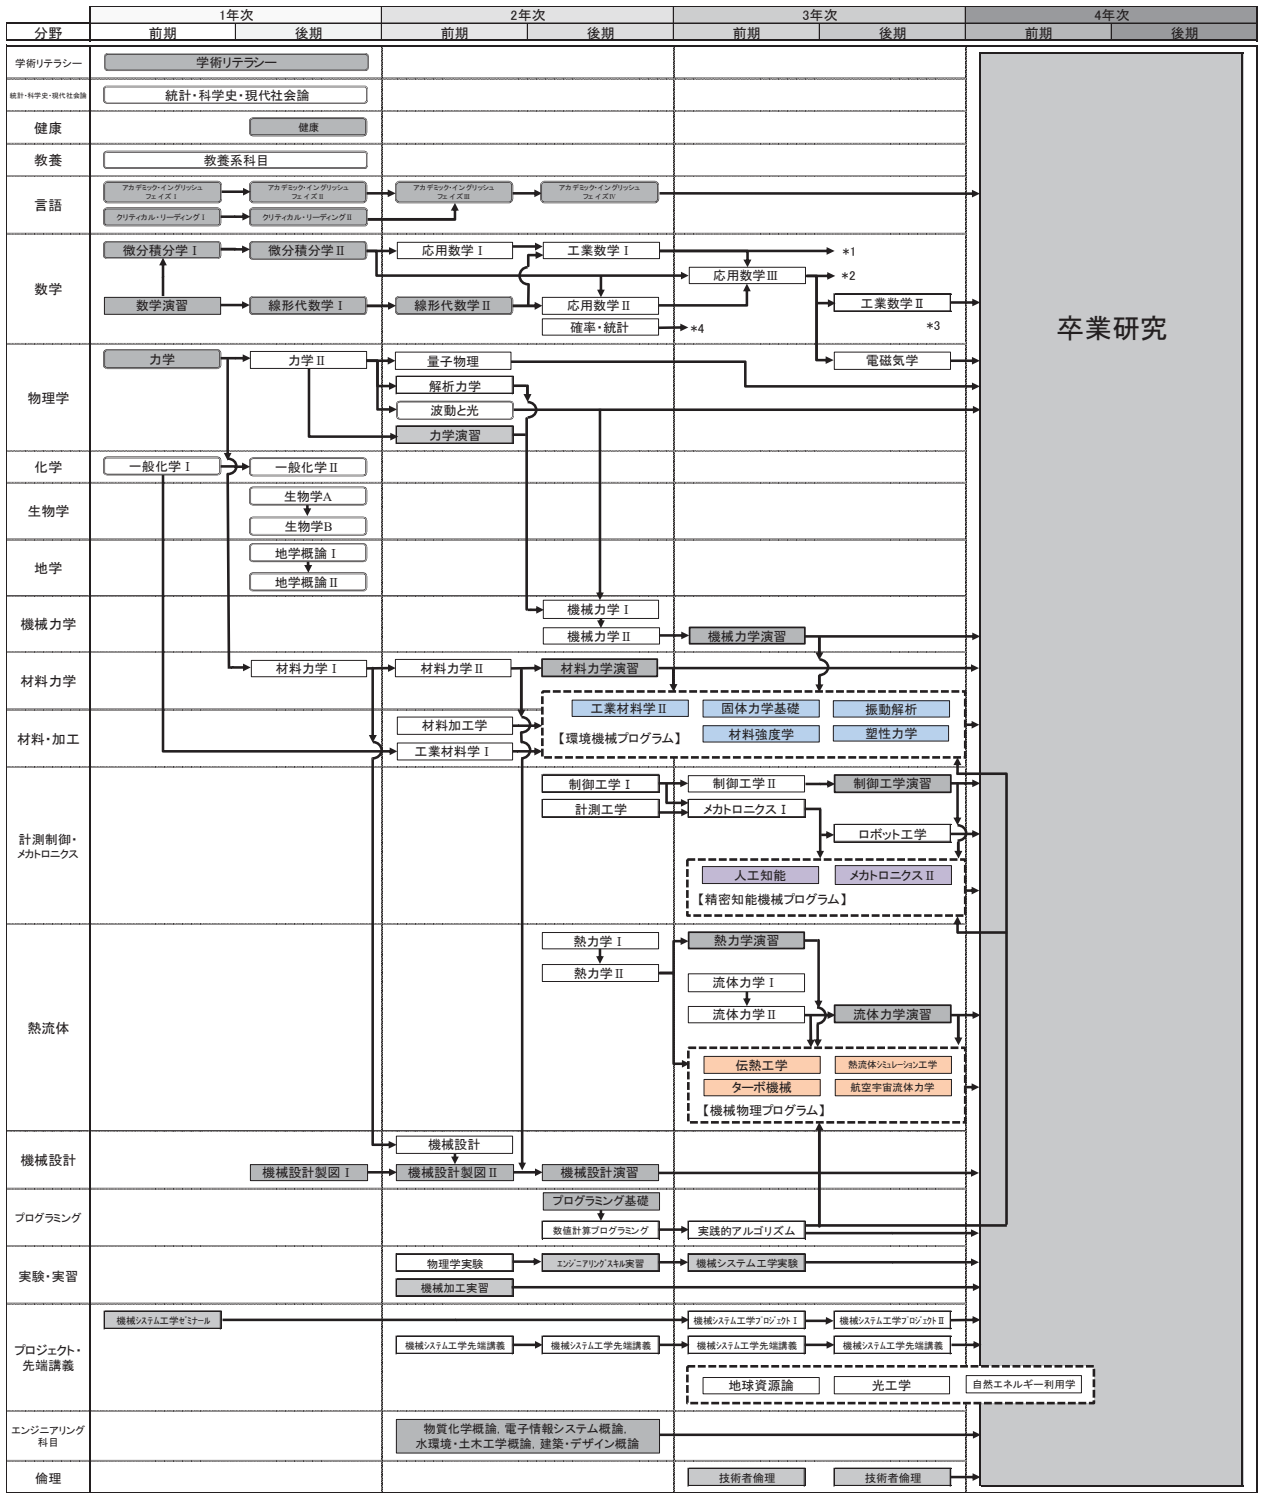 1年次 2年次 3年次 4年次
分野 前期 後期 前期 後期 前期 後期 前期 後期
学術リテラシー 学術リテラシー
統計・科学史・現代社会論 統計・科学史・現代社会論
健康 健康
教養 教養系科目
言語
アカデミック・イングリッシュ フェイズⅠ
アカデミック・イングリッシュ フェイズⅡ
アカデミック・イングリッシュ フェイズⅢ
アカデミック・イングリッシュ フェイズⅣ
クリティカル・リーディングⅠ クリティカル・リーディングⅡ
数学
微分積分学Ⅰ 微分積分学Ⅱ 応用数学Ⅰ 工業数学Ⅰ *1
応用数学Ⅲ *2
数学演習 線形代数学Ⅰ 線形代数学Ⅱ 応用数学Ⅱ 工業数学Ⅱ
確率・統計 *4 *3
卒業研究
物理学
力学 力学Ⅱ 量子物理 電磁気学
解析力学
波動と光
力学演習
化学 一般化学Ⅰ 一般化学Ⅱ
生物学
生物学A
生物学B
地学
地学概論Ⅰ
地学概論Ⅱ
機械力学
機械力学Ⅰ
機械力学Ⅱ 機械力学演習
材料力学
材料力学Ⅰ 材料力学Ⅱ 材料力学演習
工業材料学Ⅱ 固体力学基礎 振動解析
材料・加工
材料加工学 【環境機械プログラム】 材料強度学 塑性力学
工業材料学Ⅰ
計測制御・
メカトロニクス
制御工学Ⅰ 制御工学Ⅱ 制御工学演習
計測工学 メカトロニクスⅠ
ロボット工学
人工知能 メカトロニクスⅡ
【精密知能機械プログラム】
熱流体
熱力学Ⅰ 熱力学演習
熱力学Ⅱ
流体力学Ⅰ
流体力学Ⅱ 流体力学演習
伝熱工学 熱流体シミュレーション工学
ターボ機械 航空宇宙流体力学
【機械物理プログラム】
機械設計
機械設計
機械設計製図Ⅰ 機械設計製図Ⅱ 機械設計演習
プログラミング
プログラミング基礎
数値計算プログラミング 実践的アルゴリズム
実験・実習
物理学実験 エンジニアリングスキル実習 機械システム工学実験
機械加工実習
プロジェクト・
先端講義
機械システム工学ゼミナール 機械システム工学プロジェクトⅠ 機械システム工学プロジェクトⅡ
機械システム工学先端講義 機械システム工学先端講義 機械システム工学先端講義 機械システム工学先端講義
地球資源論 光工学 自然エネルギー利用学
エンジニアリング
科目
物質化学概論, 電子情報システム概論,
水環境・土木工学概論, 建築・デザイン概論
倫理 技術者倫理 技術者倫理